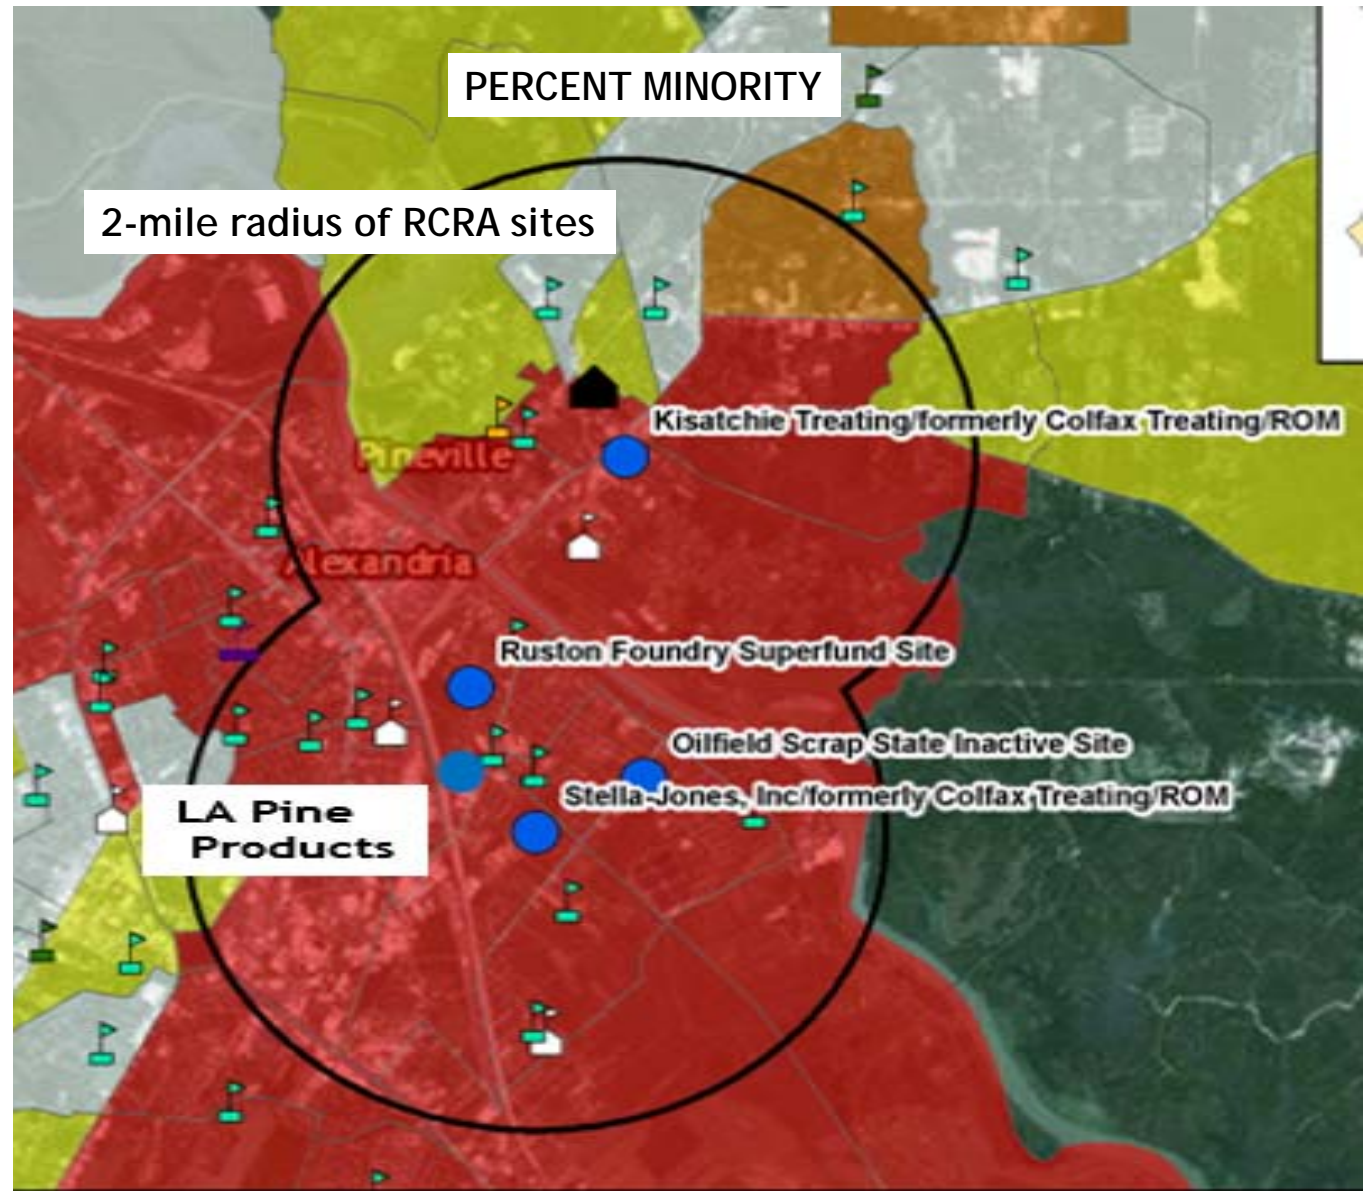 PERCENT MINORITY
2-mile radius of RCRA sites
Kisatchie Treating/formerly Colfax Treating/ROM
Pineville
Alexandria
Ruston Foundry Superfund Site
Oilfield Scrap State Inactive Site
Stella-Jones, Inc/formerly Colfax Treating/ROM
LA Pine
Products